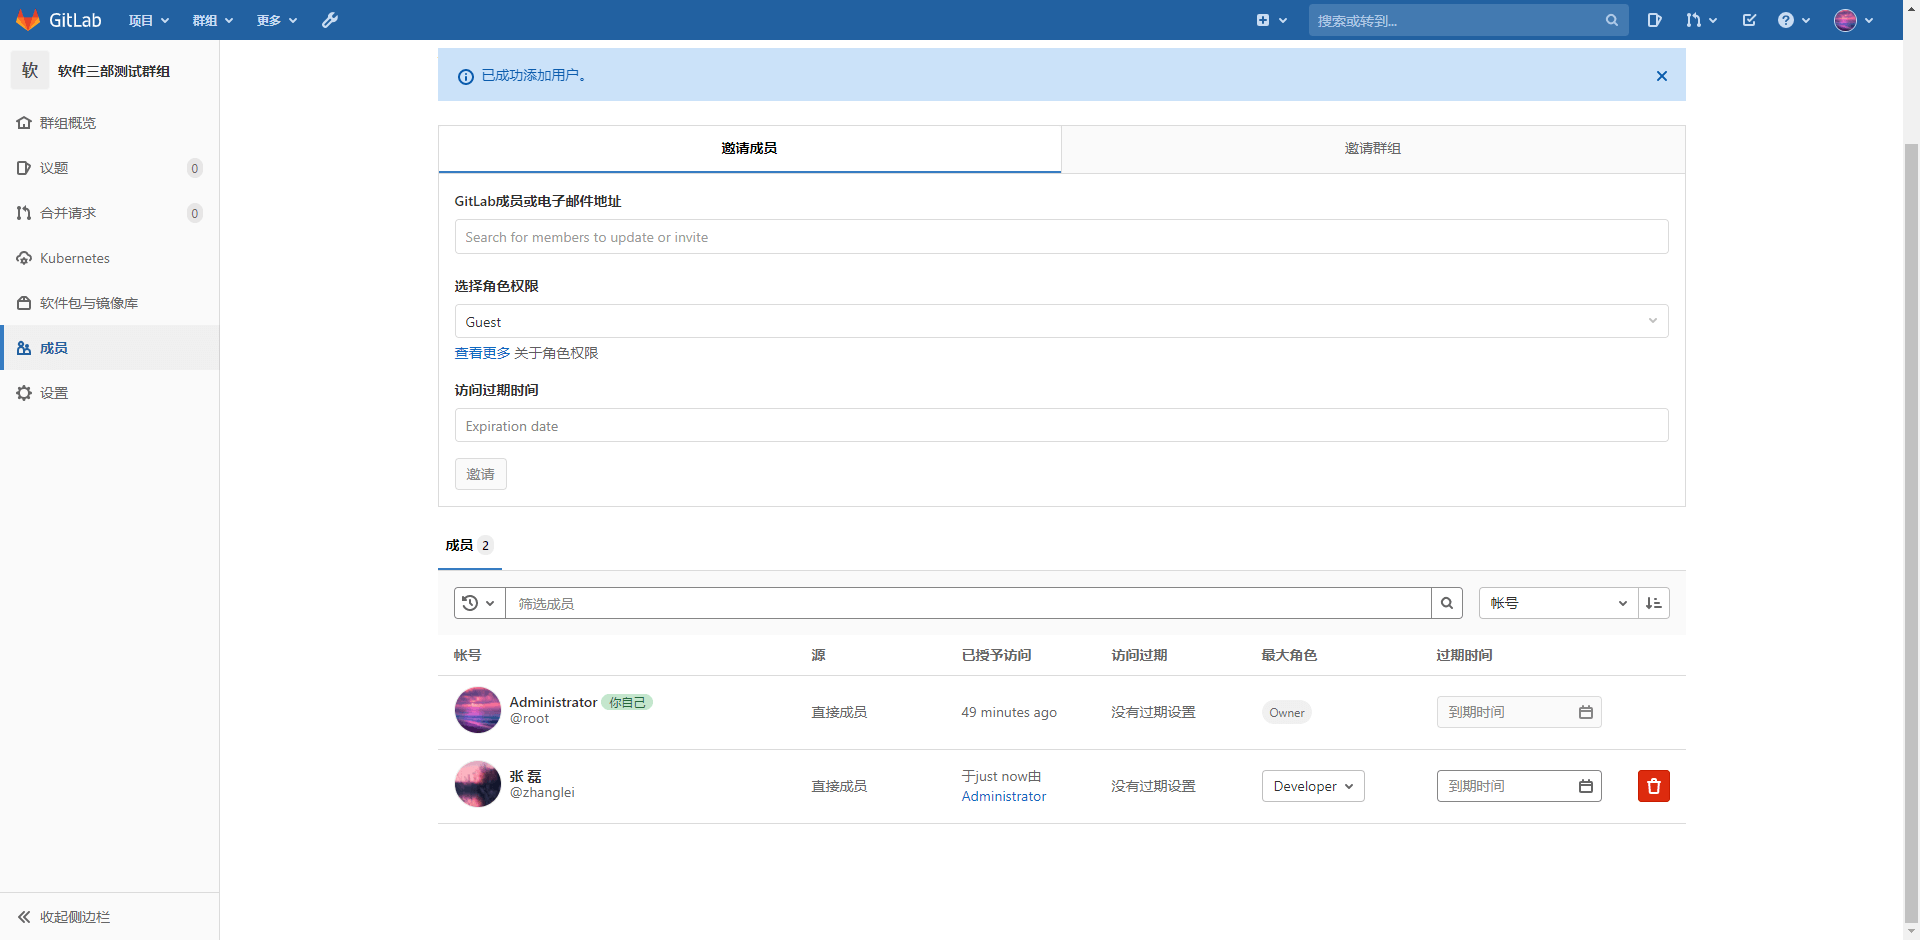 GitLab 项目 群组 更多 搜索或转到...
软 软件三部测试群组
群组概览
议题 0
合并请求 0
Kubernetes
软件包与镜像库
成员
设置
收起侧边栏
已成功添加用户。
邀请成员 邀请群组
GitLab成员或电子邮件地址
Search for members to update or invite
选择角色权限
Guest
查看更多 关于角色权限
访问过期时间
Expiration date
邀请
成员 2
筛选成员 帐号
帐号 源 已授予访问 访问过期 最大角色 过期时间
Administrator 你自己
@root
直接成员 49 minutes ago 没有过期设置 Owner 到期时间
张 磊
@zhanglei
直接成员
于just now由
Administrator
没有过期设置 Developer 到期时间